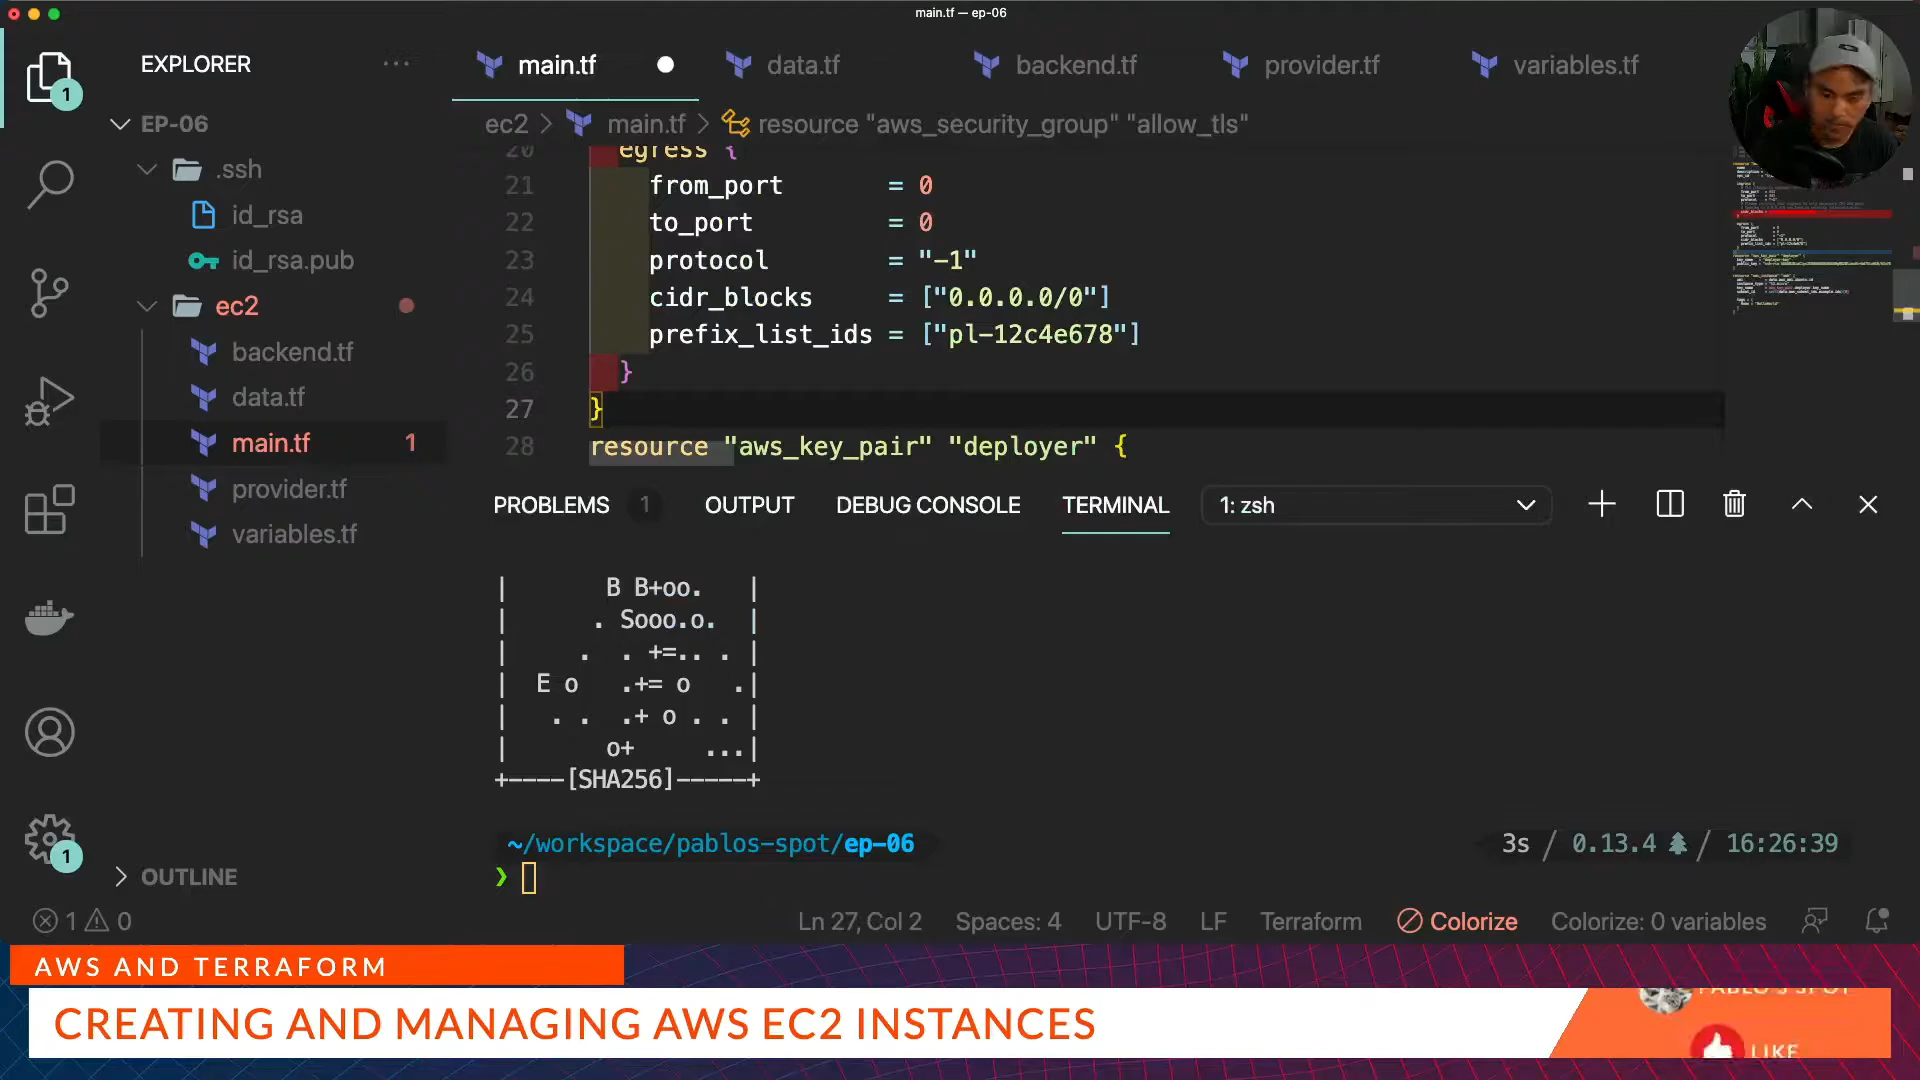 main.tf — ep-06
EXPLORER
main.tf
data.tf
backend.tf
provider.tf
variables.tf
1
EP-06
ec2 > main.tf > resource "aws_security_group" "allow_tls"
.ssh
id_rsa
id_rsa.pub
ec2
backend.tf
data.tf
main.tf 1
provider.tf
variables.tf
OUTLINE
20 egress {
21 from_port = 0
22 to_port = 0
23 protocol = "-1"
24 cidr_blocks = ["0.0.0.0/0"]
25 prefix_list_ids = ["pl-12c4e678"]
26 }
27 }
28 resource "aws_key_pair" "deployer" {
PROBLEMS 1 OUTPUT DEBUG CONSOLE TERMINAL 1: zsh
| B B+oo. |
| . Sooo.o. |
| . . +=.. . |
| E o .+= o .|
| . . .+ o . . |
| o+ ...|
+----[SHA256]-----+
~/workspace/pablos-spot/ep-06 3s / 0.13.4 / 16:26:39
❯
1
1 0 Ln 27, Col 2 Spaces: 4 UTF-8 LF Terraform Colorize Colorize: 0 variables
AWS AND TERRAFORM
CREATING AND MANAGING AWS EC2 INSTANCES
PABLO'S SPOT
LIKE